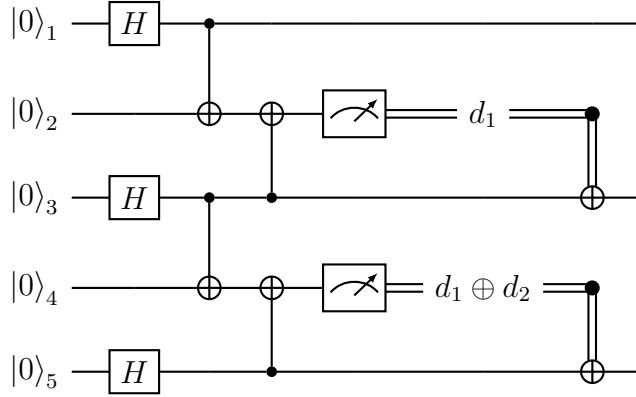 |0⟩₁ H
|0⟩₂ d₁
|0⟩₃ H
|0⟩₄ d₁ ⊕ d₂
|0⟩₅ H